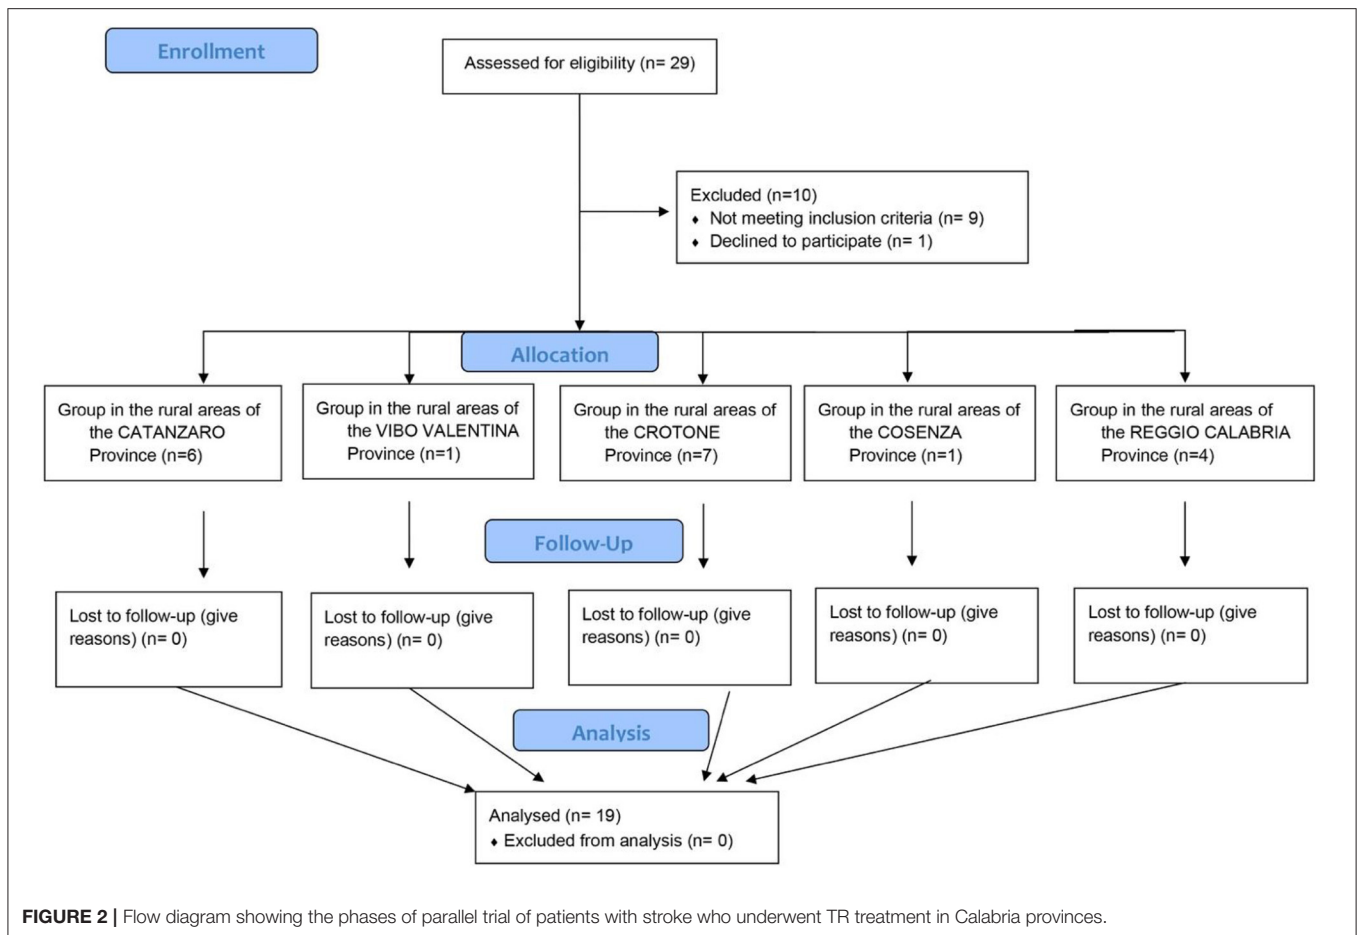 Enrollment
Assessed for eligibility (n= 29)
Excluded (n=10)
♦ Not meeting inclusion criteria (n= 9)
♦ Declined to participate (n= 1)
Allocation
Group in the rural areas of
the CATANZARO
Province (n=6)
Group in the rural areas of
the VIBO VALENTINA
Province (n=1)
Group in the rural areas of
the CROTONE
Province (n=7)
Group in the rural areas of
the COSENZA
Province (n=1)
Group in the rural areas of
the REGGIO CALABRIA
Province (n=4)
Follow-Up
Lost to follow-up (give
reasons) (n= 0)
Lost to follow-up (give
reasons) (n= 0)
Lost to follow-up (give
reasons) (n= 0)
Lost to follow-up (give
reasons) (n= 0)
Lost to follow-up (give
reasons) (n= 0)
Analysis
Analysed (n= 19)
♦ Excluded from analysis (n= 0)
FIGURE 2 | Flow diagram showing the phases of parallel trial of patients with stroke who underwent TR treatment in Calabria provinces.